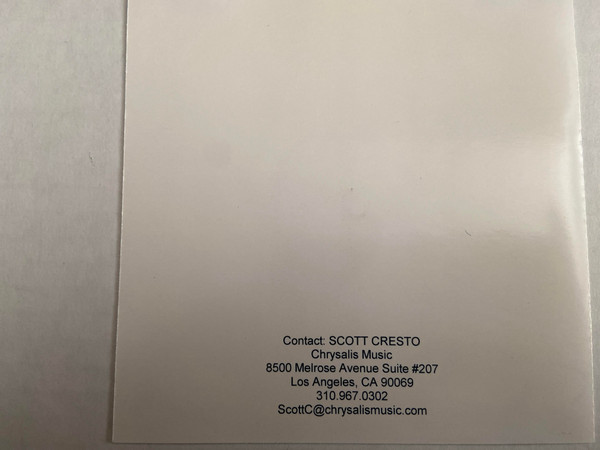 Contact: SCOTT CRESTO
Chrysalis Music
8500 Melrose Avenue Suite #207
Los Angeles, CA 90069
310.967.0302
ScottC@chrysalismusic.com